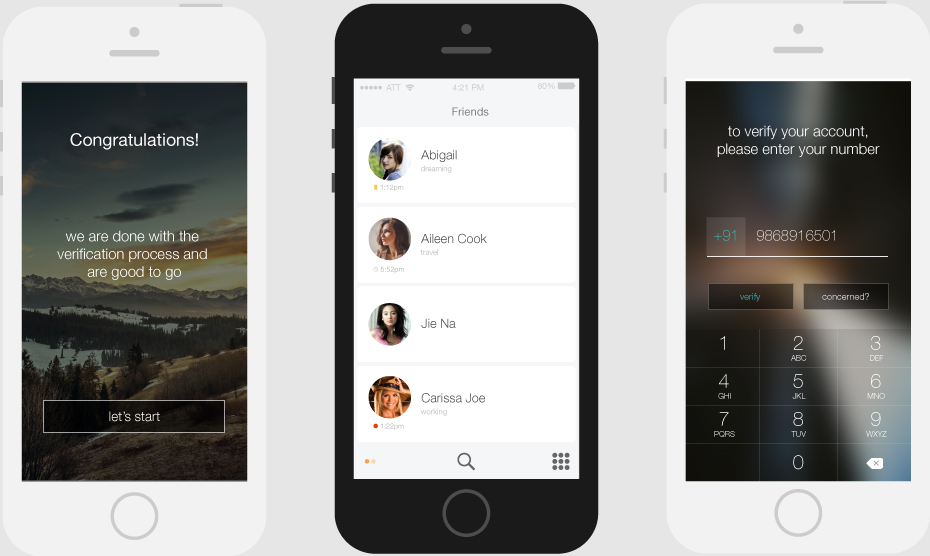 Congratulations!
we are done with the
verification process and
are good to go
let's start
ATT 4:21 PM 80%
Friends
Abigail
dreaming
1:12pm
Aileen Cook
travel
5:52pm
Jie Na
Carissa Joe
working
1:22pm
to verify your account,
please enter your number
+91 9868916501
verify concerned?
1 2 3
ABC DEF
4 5 6
GHI JKL MNO
7 8 9
PQRS TUV WXYZ
0